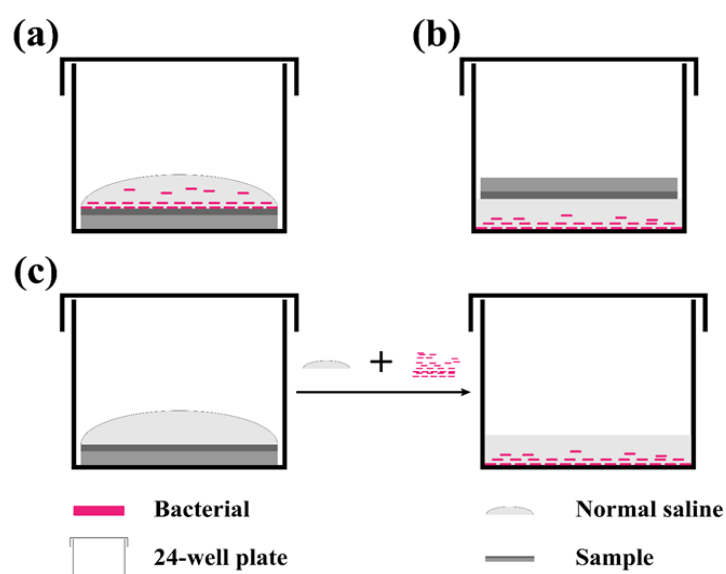 (a)
(b)
(c)
+
Bacterial
Normal saline
24-well plate
Sample